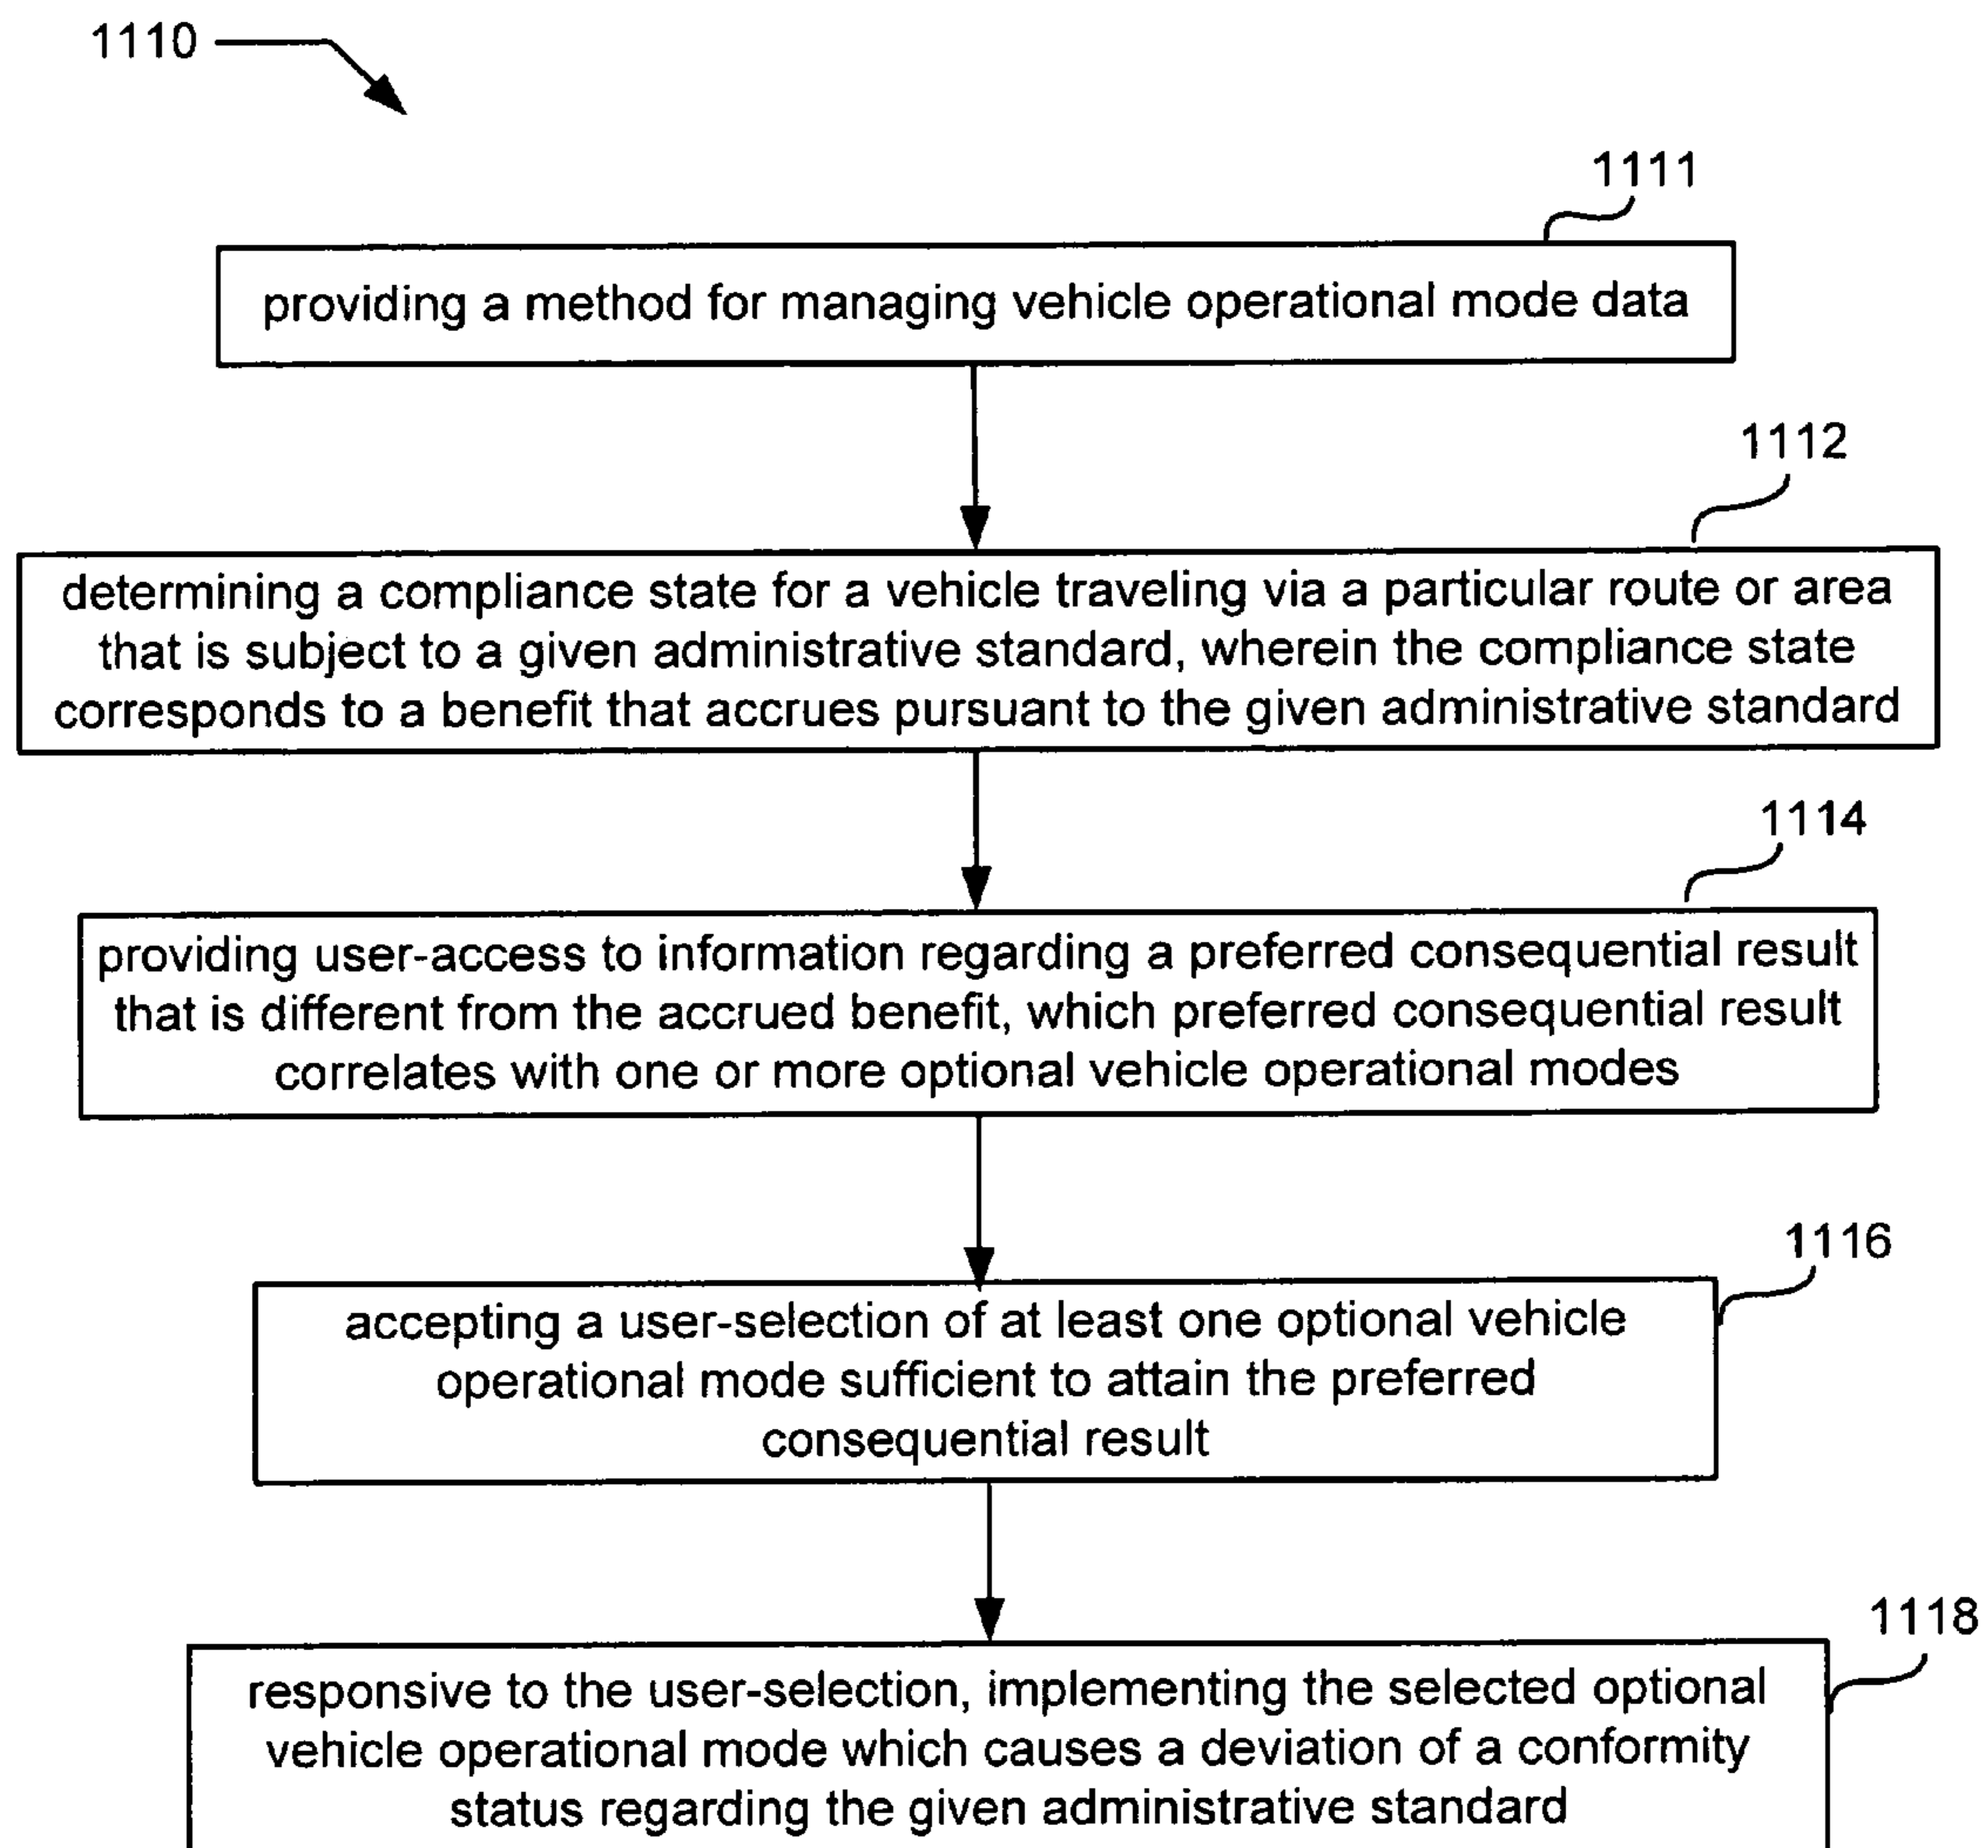 1110
1111
providing a method for managing vehicle operational mode data
1112
determining a compliance state for a vehicle traveling via a particular route or area
that is subject to a given administrative standard, wherein the compliance state
corresponds to a benefit that accrues pursuant to the given administrative standard
1114
providing user-access to information regarding a preferred consequential result
that is different from the accrued benefit, which preferred consequential result
correlates with one or more optional vehicle operational modes
1116
accepting a user-selection of at least one optional vehicle
operational mode sufficient to attain the preferred
consequential result
1118
responsive to the user-selection, implementing the selected optional
vehicle operational mode which causes a deviation of a conformity
status regarding the given administrative standard